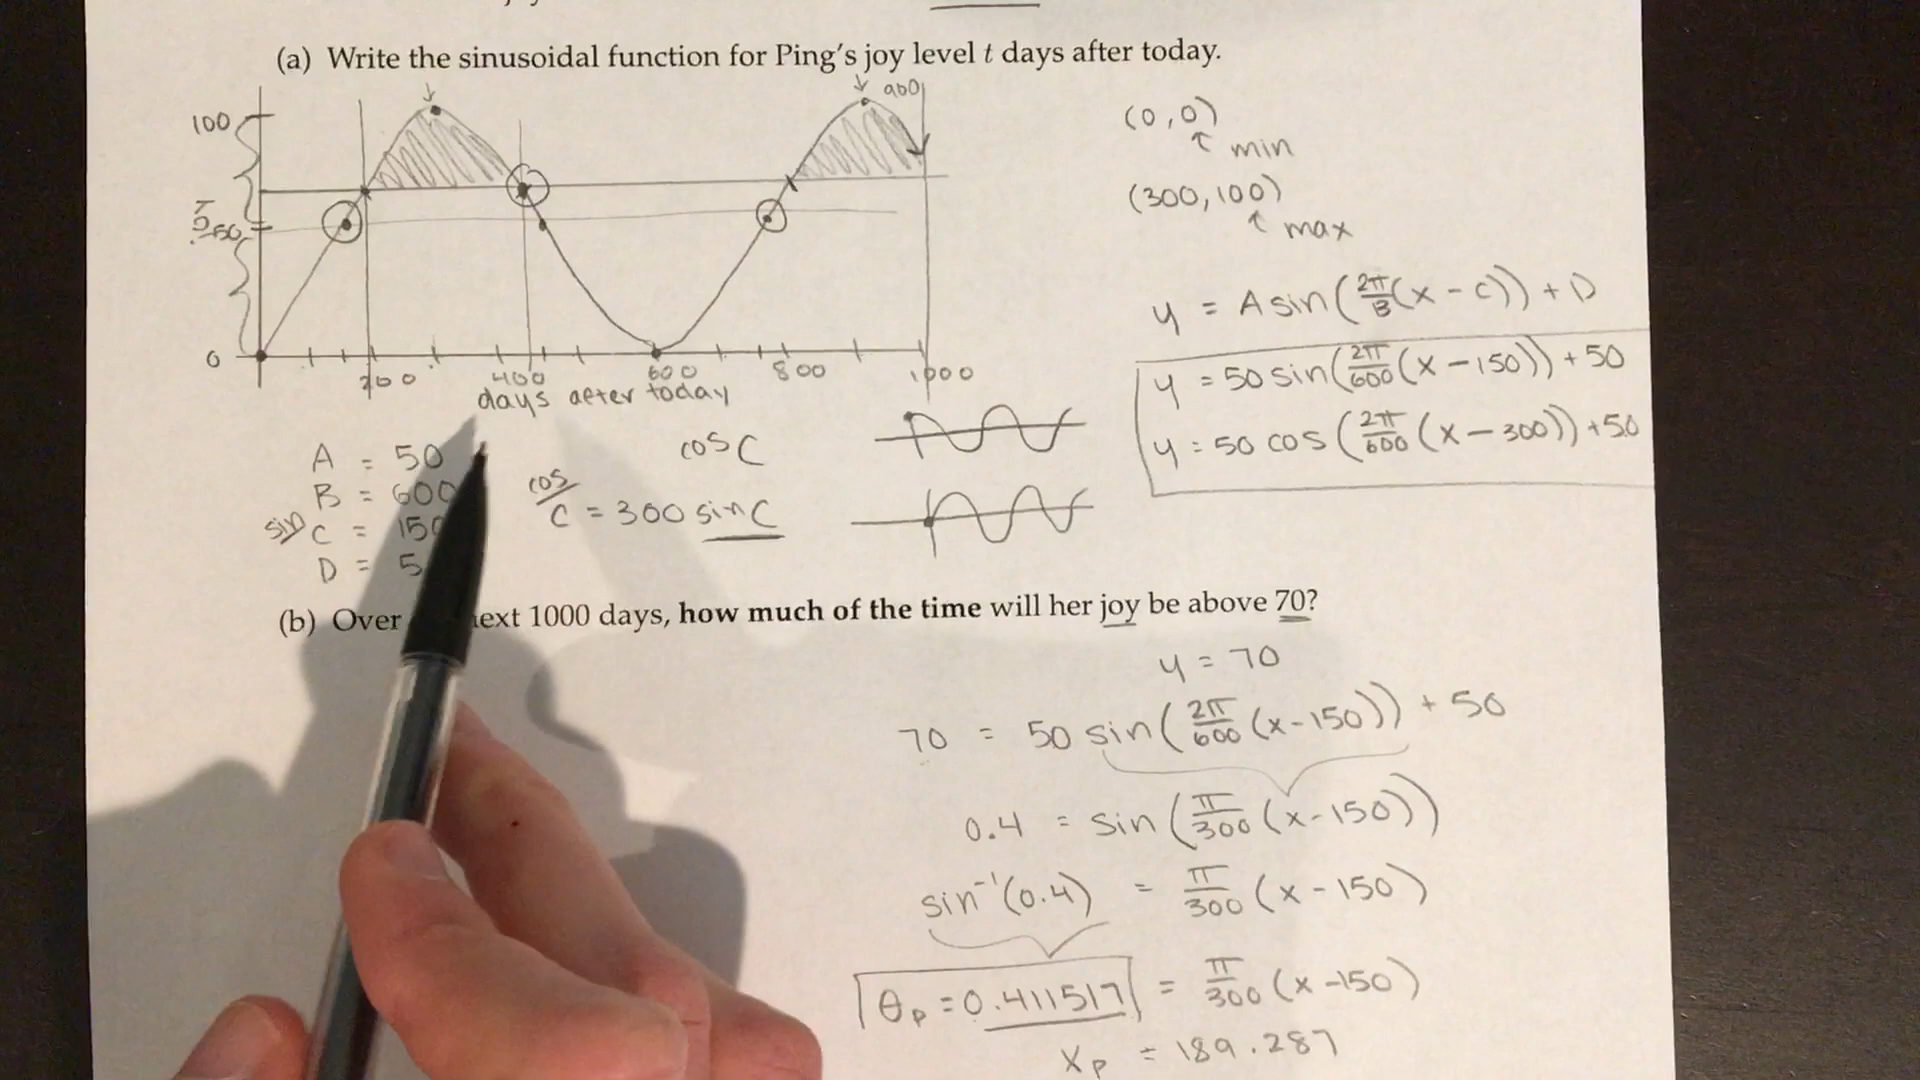 (a) Write the sinusoidal function for Ping's joy level t days after today.
100
900
50
0
200 400 600 800 1000
days after today
(0,0)
↑ min
(300,100)
↑ max
y = A sin(2π/B(x - C)) + D
y = 50 sin(2π/600(x - 150)) + 50
y = 50 cos(2π/600(x - 300)) + 50
A = 50
B = 600
sin C = 150
D = 5
cos C
cos
C = 300 sin C
(b) Over next 1000 days, how much of the time will her joy be above 70?
y = 70
70 = 50 sin(2π/600(x-150)) + 50
0.4 = sin(π/300(x-150))
sin⁻¹(0.4) = π/300(x - 150)
θp = 0.411517 = π/300(x -150)
xp = 189.287